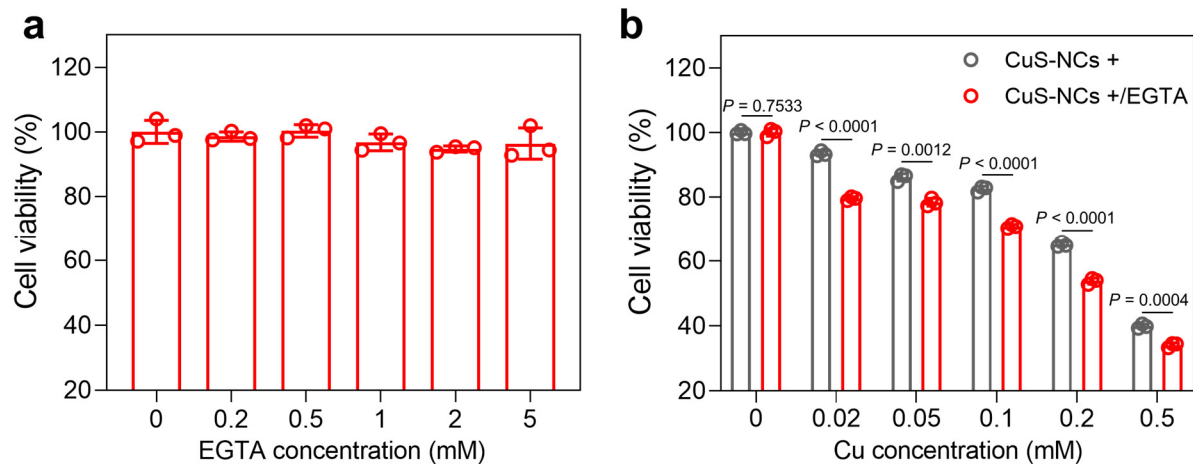 a
Cell viability (%)
120
100
80
60
40
20
0 0.2 0.5 1 2 5
EGTA concentration (mM)
b
Cell viability (%)
120
100
80
60
40
20
CuS-NCs +
CuS-NCs +/EGTA
P = 0.7533
P < 0.0001
P = 0.0012
P < 0.0001
P < 0.0001
P = 0.0004
0 0.02 0.05 0.1 0.2 0.5
Cu concentration (mM)